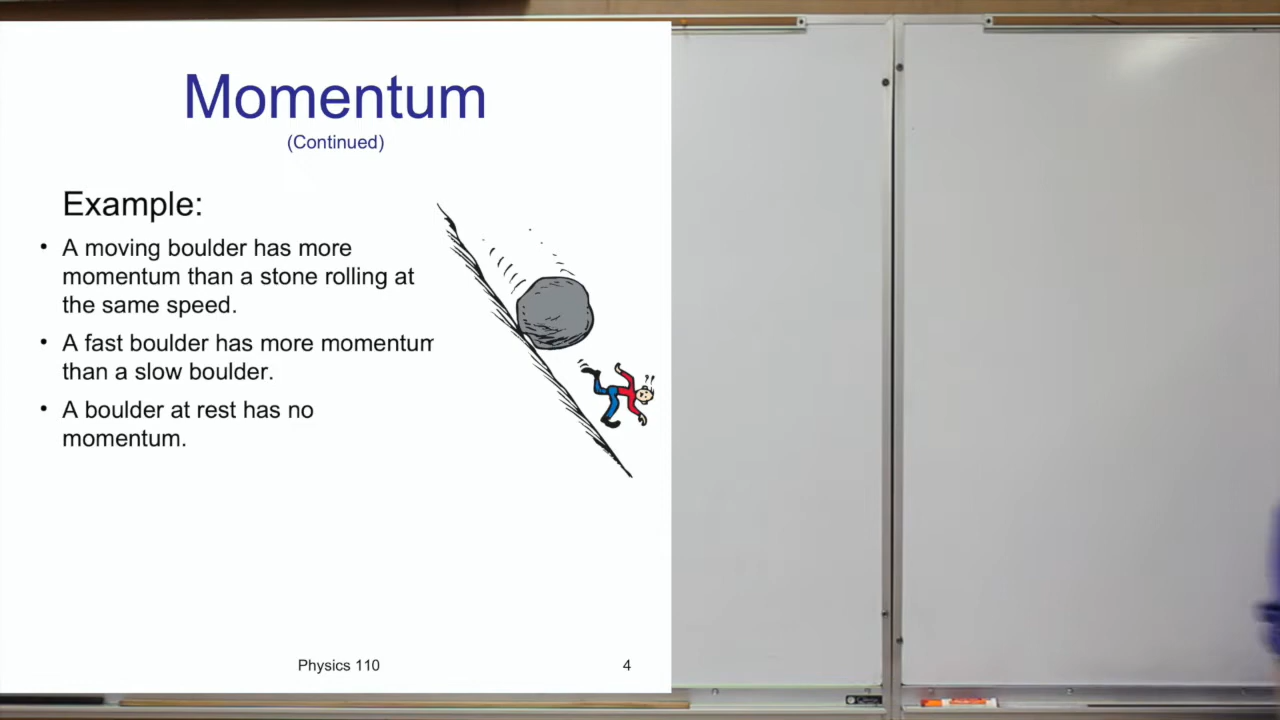 Momentum
(Continued)
Example:
• A moving boulder has more
momentum than a stone rolling at
the same speed.
• A fast boulder has more momentum
than a slow boulder.
• A boulder at rest has no
momentum.
Physics 110
4